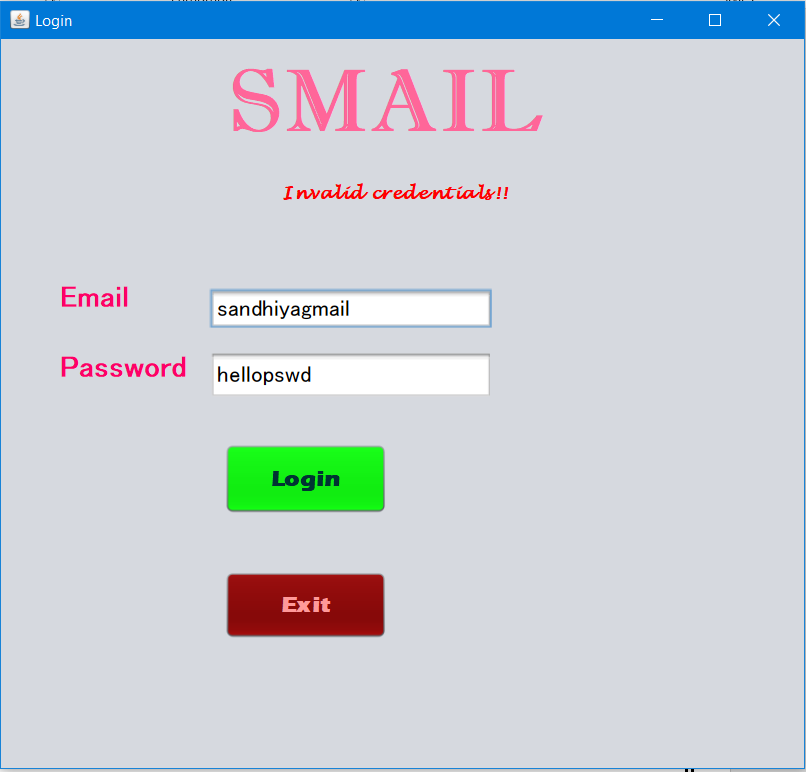 Login
SMAIL
Invalid credentials!!
Email
sandhiyagmail
Password
hellopswd
Login
Exit